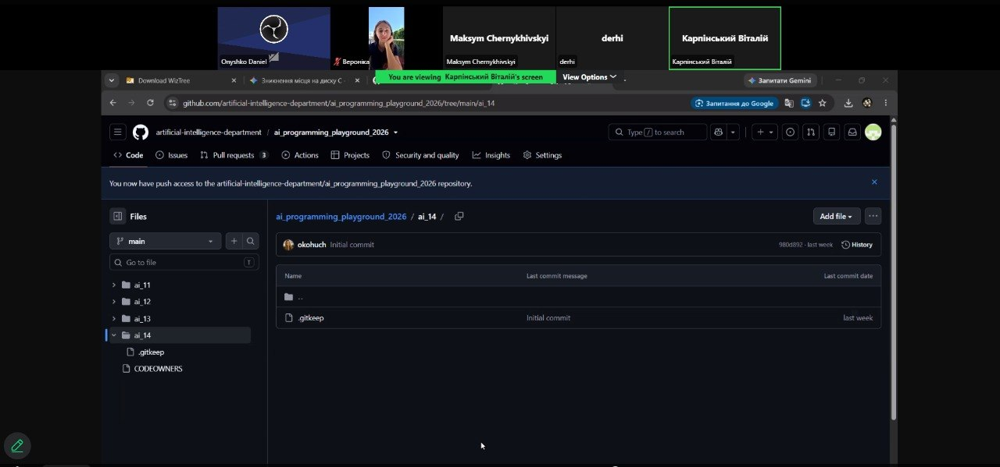 Maksym Chernykhivskyi
derhi
Карпінський Віталій
Onyshko Daniel
Вероніка
Maksym Chernykhivskyi
derhi
Карпінський Віталій
You are viewing Карпінський Віталій's screen
View Options
Download WizTree
Зникнення місця на диску C -
Запитати Gemini
github.com/artificial-intelligence-department/ai_programming_playground_2026/tree/main/ai_14
Запитання до Google
artificial-intelligence-department / ai_programming_playground_2026
Type / to search
Code
Issues
Pull requests 3
Actions
Projects
Security and quality
Insights
Settings
You now have push access to the artificial-intelligence-department/ai_programming_playground_2026 repository.
Files
ai_programming_playground_2026 / ai_14 /
Add file
main
okohuch Initial commit
980d892 · last week
History
Go to file
T
Name
Last commit message
Last commit date
ai_11
..
ai_12
.gitkeep
Initial commit
last week
ai_13
ai_14
.gitkeep
CODEOWNERS